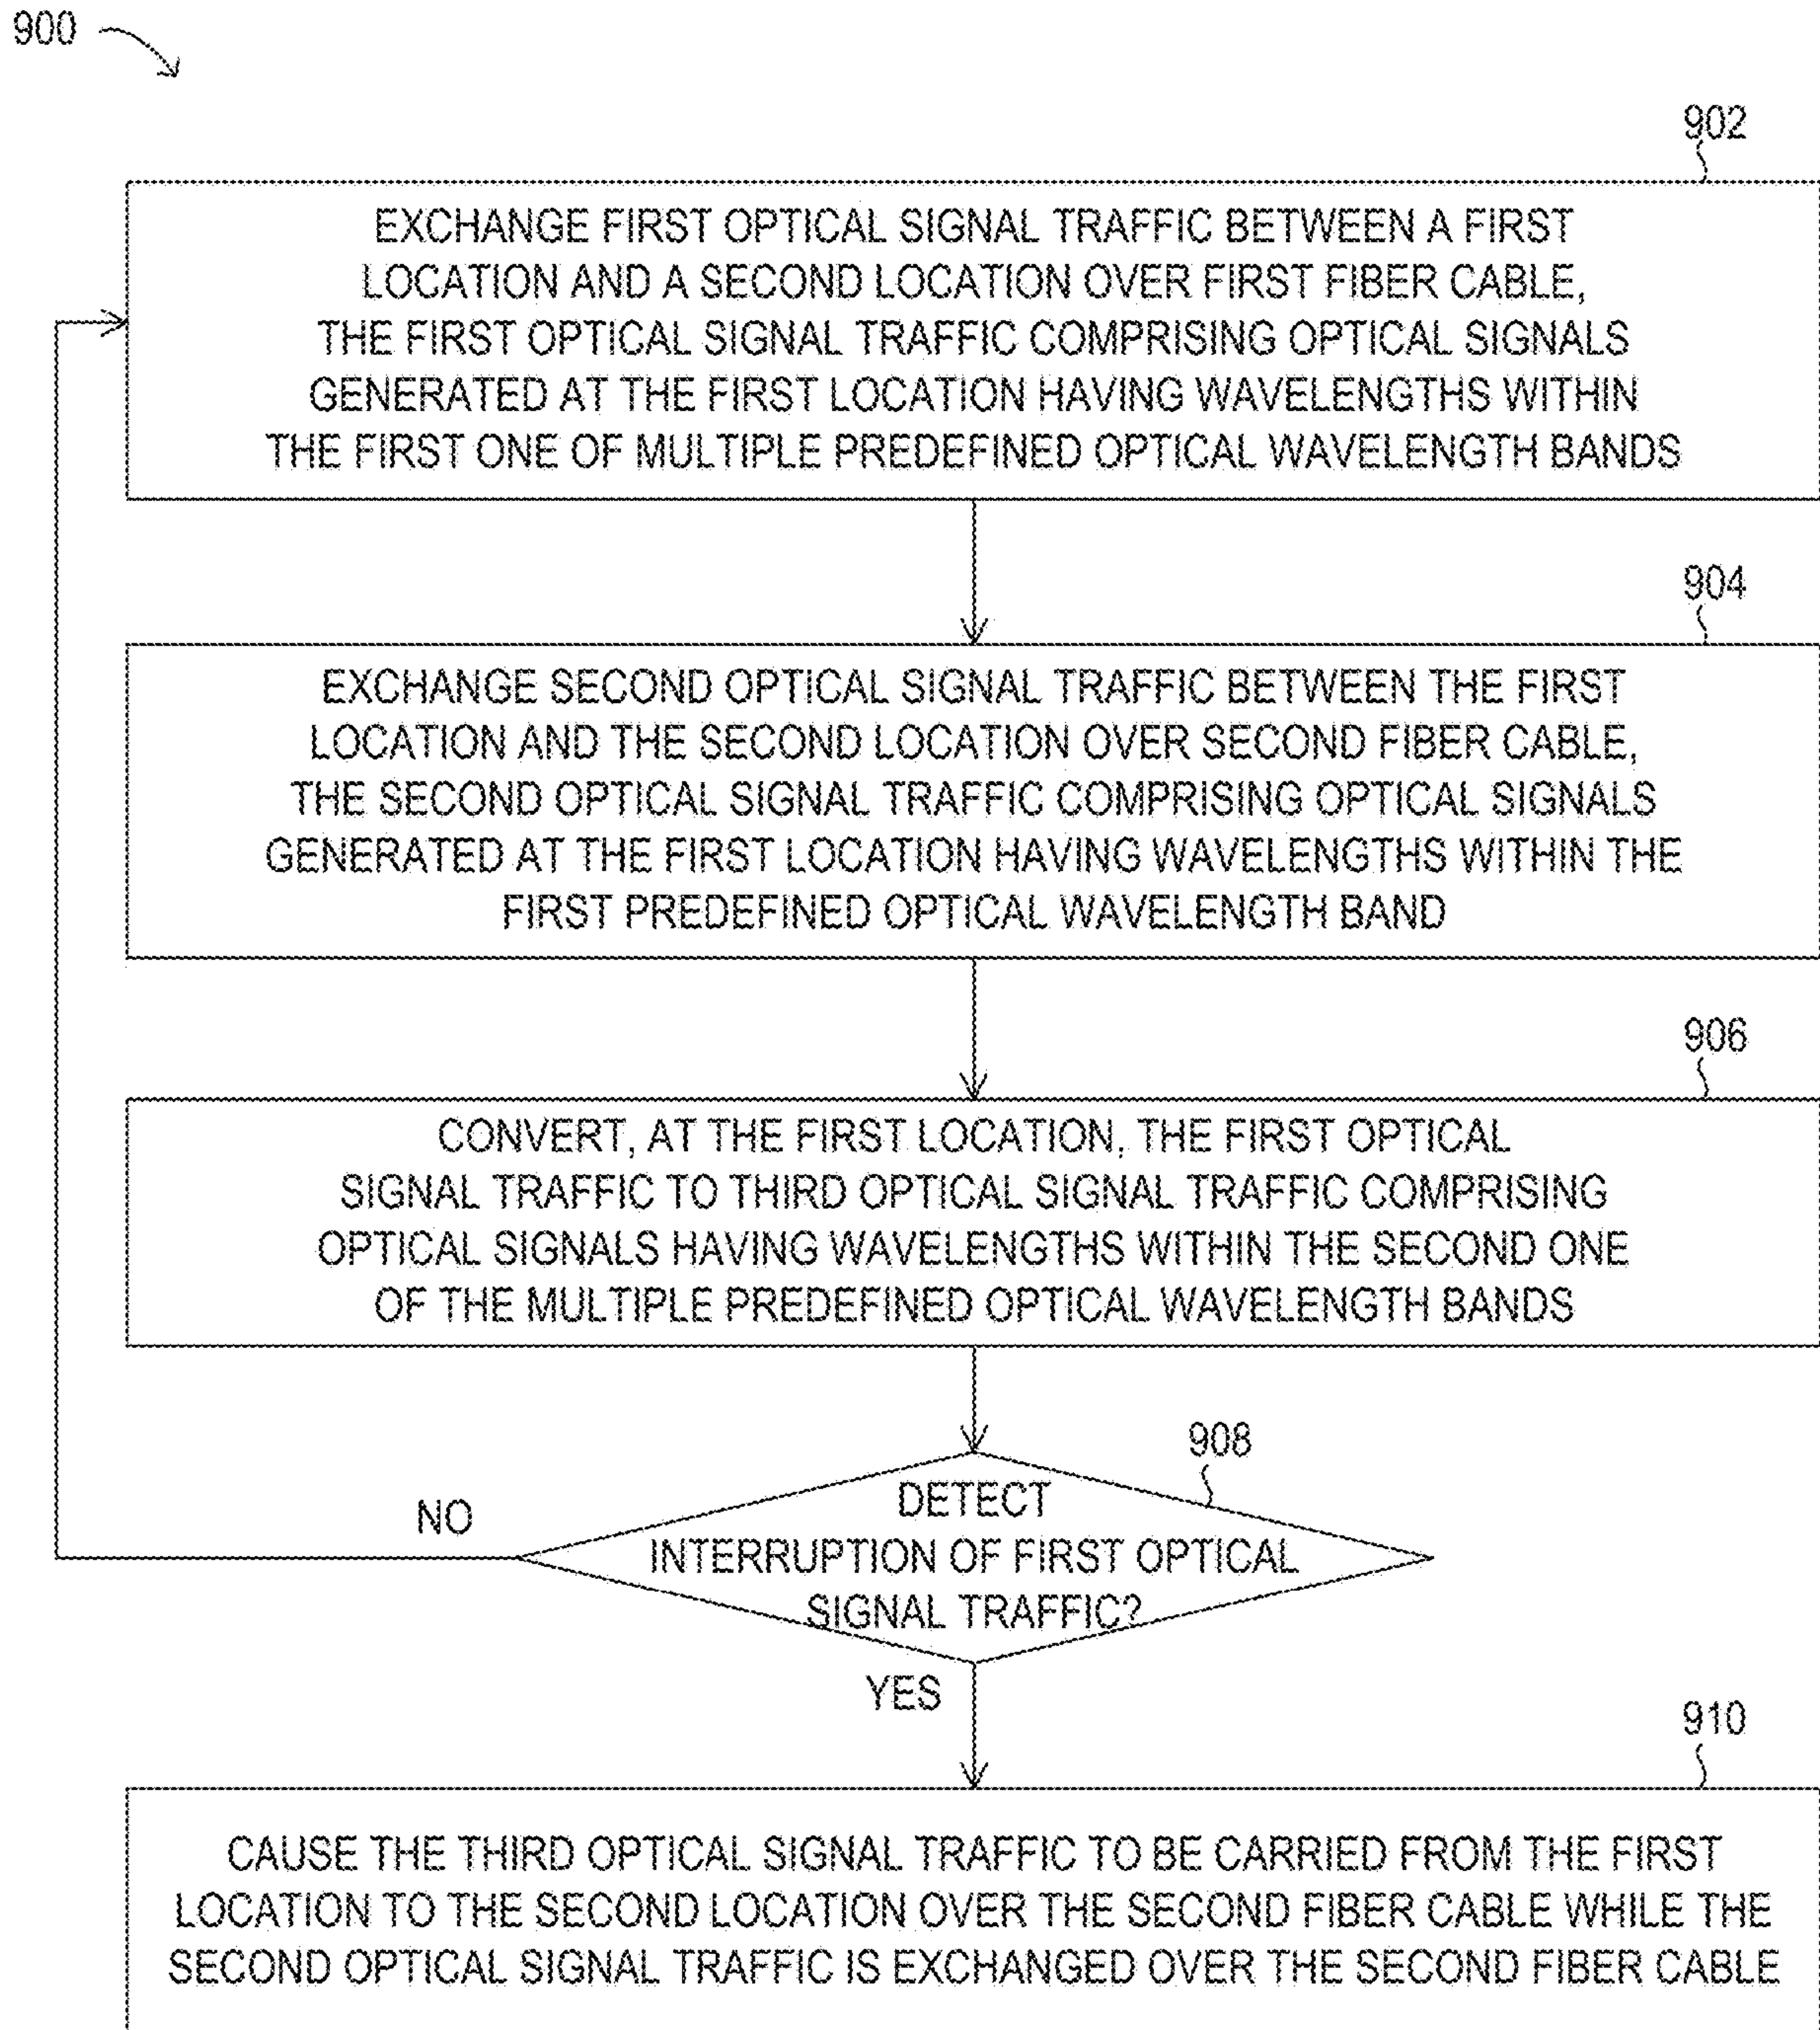 900
902
EXCHANGE FIRST OPTICAL SIGNAL TRAFFIC BETWEEN A FIRST
LOCATION AND A SECOND LOCATION OVER FIRST FIBER CABLE,
THE FIRST OPTICAL SIGNAL TRAFFIC COMPRISING OPTICAL SIGNALS
GENERATED AT THE FIRST LOCATION HAVING WAVELENGTHS WITHIN
THE FIRST ONE OF MULTIPLE PREDEFINED OPTICAL WAVELENGTH BANDS
904
EXCHANGE SECOND OPTICAL SIGNAL TRAFFIC BETWEEN THE FIRST
LOCATION AND THE SECOND LOCATION OVER SECOND FIBER CABLE,
THE SECOND OPTICAL SIGNAL TRAFFIC COMPRISING OPTICAL SIGNALS
GENERATED AT THE FIRST LOCATION HAVING WAVELENGTHS WITHIN THE
FIRST PREDEFINED OPTICAL WAVELENGTH BAND
906
CONVERT, AT THE FIRST LOCATION, THE FIRST OPTICAL
SIGNAL TRAFFIC TO THIRD OPTICAL SIGNAL TRAFFIC COMPRISING
OPTICAL SIGNALS HAVING WAVELENGTHS WITHIN THE SECOND ONE
OF THE MULTIPLE PREDEFINED OPTICAL WAVELENGTH BANDS
908
DETECT
INTERRUPTION OF FIRST OPTICAL
SIGNAL TRAFFIC?
NO
YES
910
CAUSE THE THIRD OPTICAL SIGNAL TRAFFIC TO BE CARRIED FROM THE FIRST
LOCATION TO THE SECOND LOCATION OVER THE SECOND FIBER CABLE WHILE THE
SECOND OPTICAL SIGNAL TRAFFIC IS EXCHANGED OVER THE SECOND FIBER CABLE